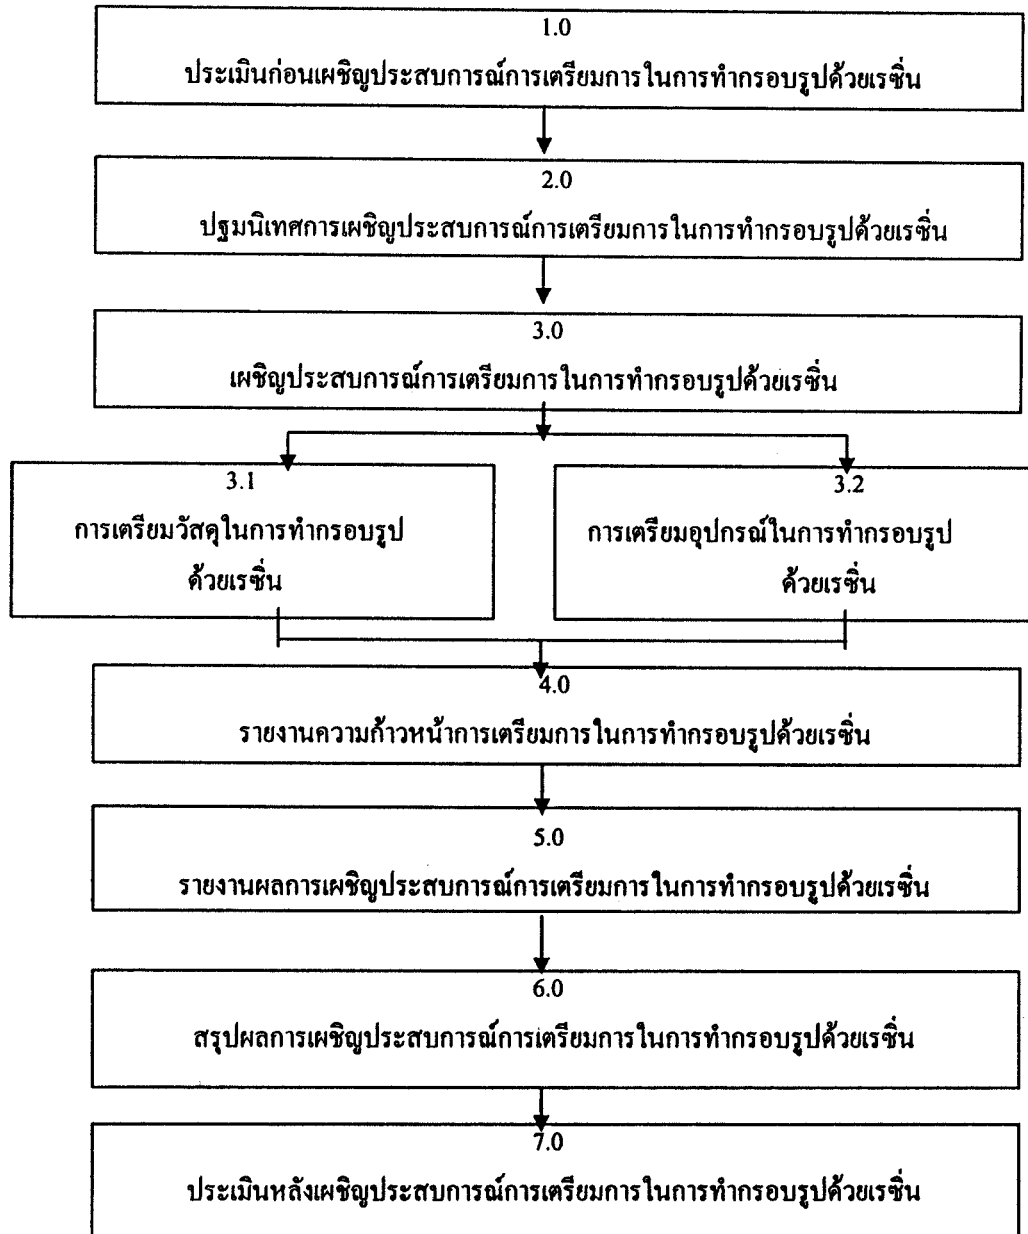 1.0
ประเมินก่อนเผชิญประสบการณ์การเตรียมการในการทำกรอบรูปด้วยเรซิ่น
2.0
ปฐมนิเทศการเผชิญประสบการณ์การเตรียมการในการทำกรอบรูปด้วยเรซิ่น
3.0
เผชิญประสบการณ์การเตรียมการในการทำกรอบรูปด้วยเรซิ่น
3.1
การเตรียมวัสดุในการทำกรอบรูป
ด้วยเรซิ่น
3.2
การเตรียมอุปกรณ์ในการทำกรอบรูป
ด้วยเรซิ่น
4.0
รายงานความก้าวหน้าการเตรียมการในการทำกรอบรูปด้วยเรซิ่น
5.0
รายงานผลการเผชิญประสบการณ์การเตรียมการในการทำกรอบรูปด้วยเรซิ่น
6.0
สรุปผลการเผชิญประสบการณ์การเตรียมการในการทำกรอบรูปด้วยเรซิ่น
7.0
ประเมินหลังเผชิญประสบการณ์การเตรียมการในการทำกรอบรูปด้วยเรซิ่น